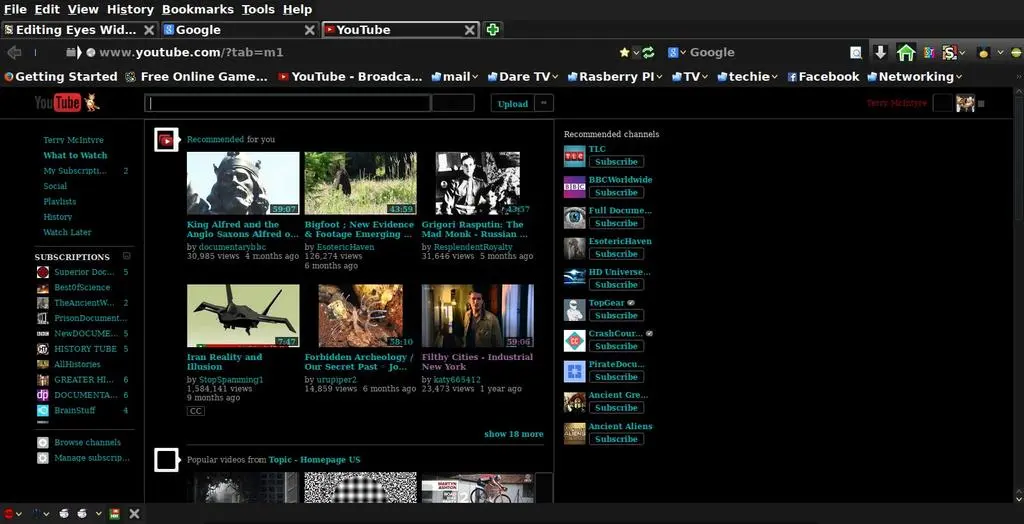 File Edit View History Bookmarks Tools Help
Editing Eyes Wid... Google YouTube
www.youtube.com/?tab=m1 Google
Getting Started Free Online Game... YouTube - Broadca... mail Dare TV Rasberry PI TV techie Facebook Networking
YouTube Upload Terry McIntyre
Terry McIntyre
What to Watch
My Subscripti... 2
Social
Playlists
History
Watch Later
SUBSCRIPTIONS
Superior Doc... 5
BestOfScience
TheAncientW... 2
PrisonDocument...
NewDOCUME... 5
HISTORY TUBE 5
AllHistories
GREATER HI... 6
DOCUMENTA... 6
BrainStuff 4
Browse channels
Manage subscrip...
Recommended for you
59:07 43:59 43:57
King Alfred and the Anglo Saxons Alfred o...
by documentarybbc
30,985 views 4 months ago
Bigfoot ; New Evidence & Footage Emerging ...
by EsotericHaven
126,274 views
6 months ago
Grigori Rasputin: The Mad Monk - Russian ...
by ResplendentRoyalty
31,646 views 5 months ago
7:47 58:10 59:06
Iran Reality and Illusion
by StopSpamming1
1,584,141 views
9 months ago
CC
Forbidden Archeology / Our Secret Past - Jo...
by urupiper2
14,859 views 6 months ago
Filthy Cities - Industrial New York
by katy665412
23,473 views 1 year ago
show 18 more
Popular videos from Topic - Homepage US
MARTYN ASHTON
Recommended channels
TLC
Subscribe
BBCWorldwide
Subscribe
Full Docume...
Subscribe
EsotericHaven
Subscribe
HD Universe...
Subscribe
TopGear
Subscribe
CrashCour...
Subscribe
PirateDocu...
Subscribe
Ancient Gre...
Subscribe
Ancient Aliens
Subscribe